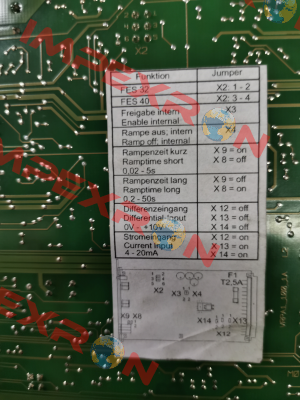 X2
Funktion Jumper
FES 32 X2: 1 - 2
FES 40 X2: 3 - 4
Freigabe intern X3
Enable internal
Rampe aus, intern X4
Ramp off, internal
Rampenzeit kurz X 9 = on
Ramptime short X 8 = off
0,02 - 5s
Rampenzeit lang X 9 = off
Ramptime long X 8 = on
0,2 - 50s
Differenzeingang X 12 = off
Differential Input X 13 = off
0V - +10V X 14 = off
Stromeingang X 12 = on
Current Input X 13 = on
4 - 20mA X 14 = on
F1
T2,5A
X3 X4
X9 X8
X14 X13
X12
IMPEXRON